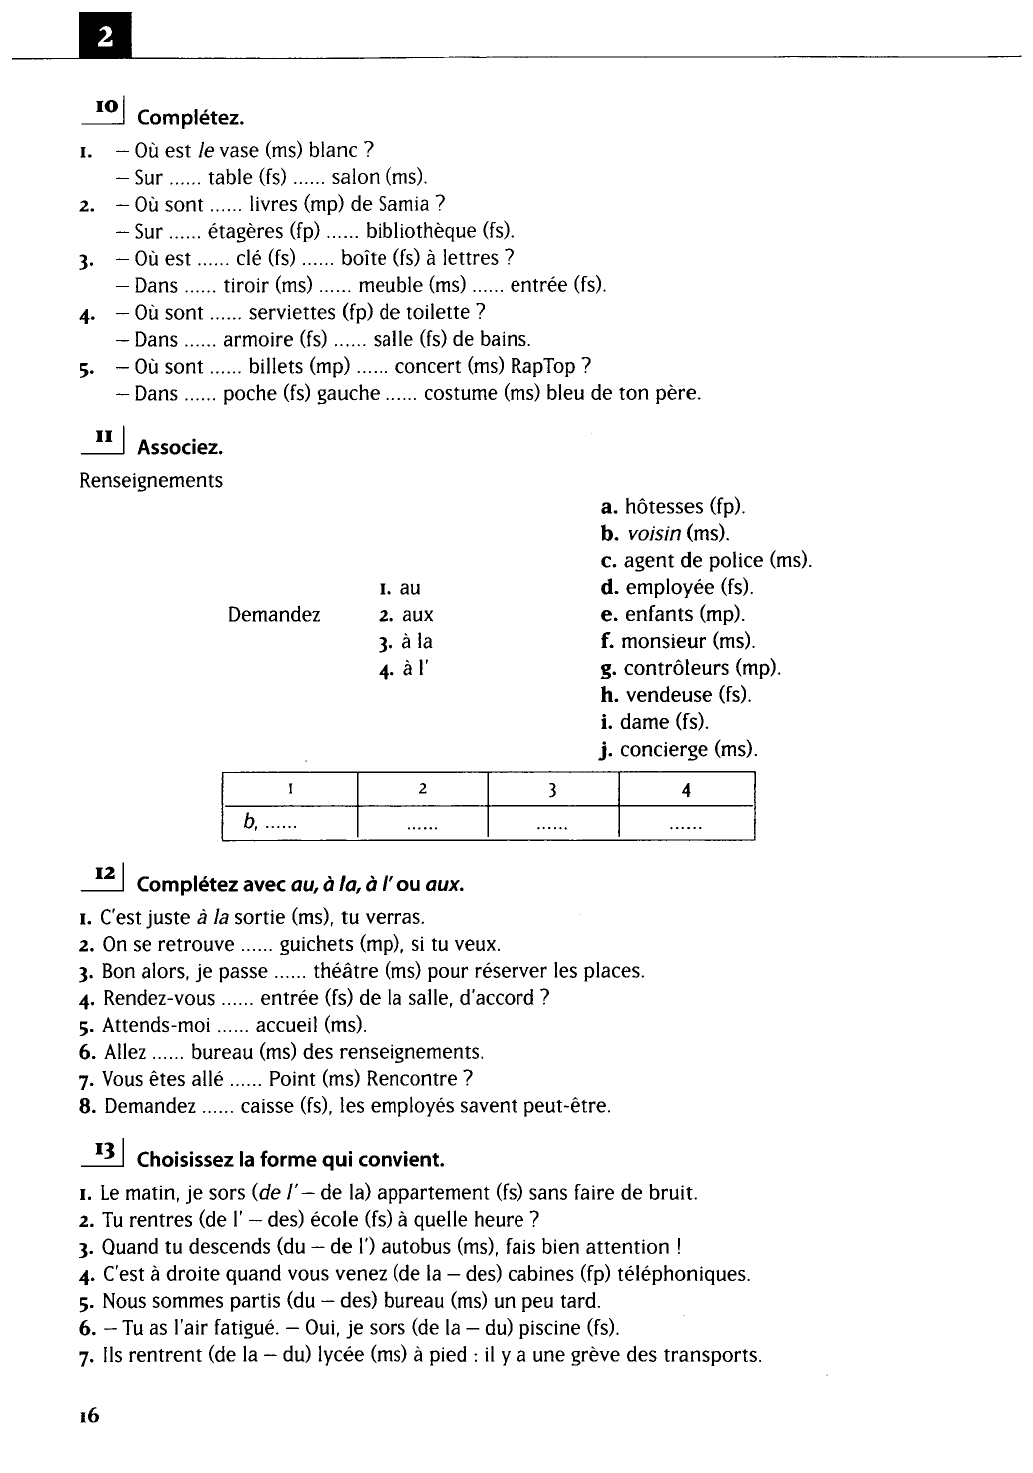 2
10 Complétez.
1. – Où est le vase (ms) blanc ?
– Sur ...... table (fs) ...... salon (ms).
2. – Où sont ...... livres (mp) de Samia ?
– Sur ...... étagères (fp) ...... bibliothèque (fs).
3. – Où est ...... clé (fs) ...... boîte (fs) à lettres ?
– Dans ...... tiroir (ms) ...... meuble (ms) ...... entrée (fs).
4. – Où sont ...... serviettes (fp) de toilette ?
– Dans ...... armoire (fs) ...... salle (fs) de bains.
5. – Où sont ...... billets (mp) ...... concert (ms) RapTop ?
– Dans ...... poche (fs) gauche ...... costume (ms) bleu de ton père.
11 Associez.
Renseignements
Demandez
1. au
2. aux
3. à la
4. à l'
a. hôtesses (fp).
b. voisin (ms).
c. agent de police (ms).
d. employée (fs).
e. enfants (mp).
f. monsieur (ms).
g. contrôleurs (mp).
h. vendeuse (fs).
i. dame (fs).
j. concierge (ms).
1 2 3 4
b, ...... ...... ...... ......
12 Complétez avec au, à la, à l' ou aux.
1. C'est juste à la sortie (ms), tu verras.
2. On se retrouve ...... guichets (mp), si tu veux.
3. Bon alors, je passe ...... théâtre (ms) pour réserver les places.
4. Rendez-vous ...... entrée (fs) de la salle, d'accord ?
5. Attends-moi ...... accueil (ms).
6. Allez ...... bureau (ms) des renseignements.
7. Vous êtes allé ...... Point (ms) Rencontre ?
8. Demandez ...... caisse (fs), les employés savent peut-être.
13 Choisissez la forme qui convient.
1. Le matin, je sors (de l' – de la) appartement (fs) sans faire de bruit.
2. Tu rentres (de l' – des) école (fs) à quelle heure ?
3. Quand tu descends (du – de l') autobus (ms), fais bien attention !
4. C'est à droite quand vous venez (de la – des) cabines (fp) téléphoniques.
5. Nous sommes partis (du – des) bureau (ms) un peu tard.
6. – Tu as l'air fatigué. – Oui, je sors (de la – du) piscine (fs).
7. Ils rentrent (de la – du) lycée (ms) à pied : il y a une grève des transports.
16